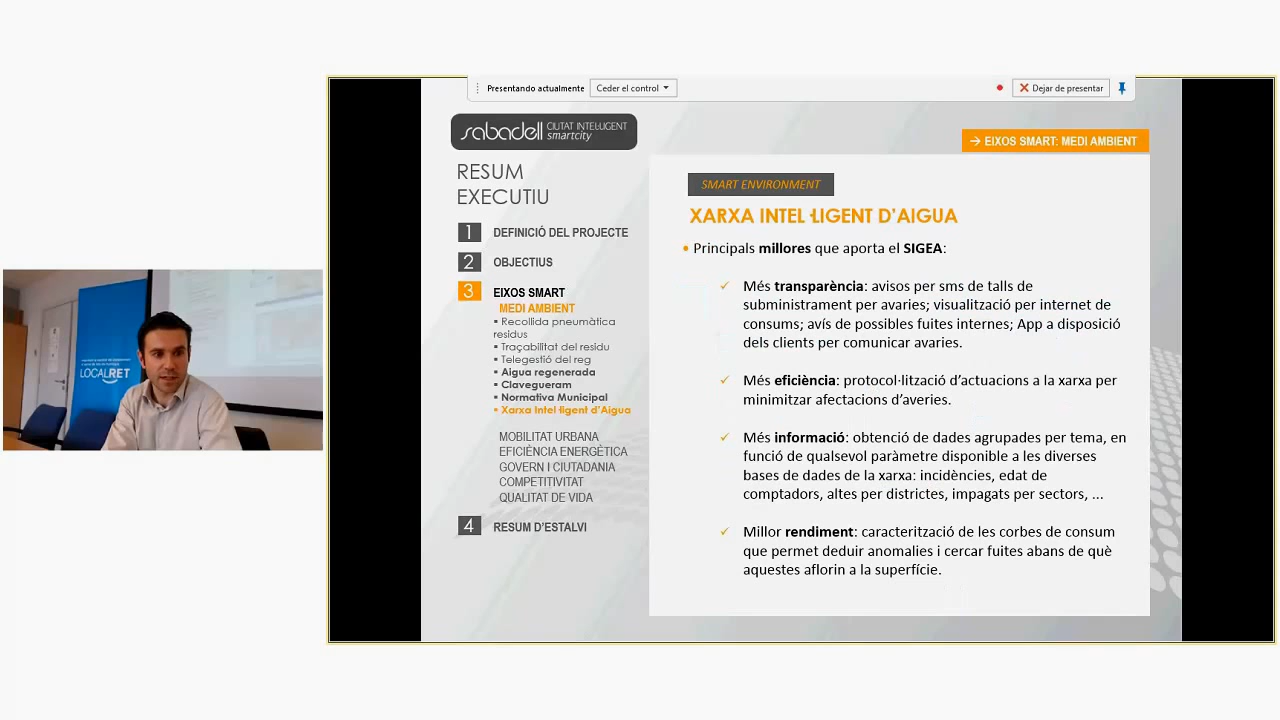 Presentando actualmente
Ceder el control
Dejar de presentar
sabadell CIUTAT INTEL·LIGENT
smartcity
→ EIXOS SMART: MEDI AMBIENT
RESUM
EXECUTIU
1 DEFINICIÓ DEL PROJECTE
2 OBJECTIUS
3 EIXOS SMART
MEDI AMBIENT
▪ Recollida pneumàtica
residus
▪ Traçabilitat del residu
▪ Telegestió del reg
▪ Aigua regenerada
▪ Clavegueram
▪ Normativa Municipal
▪ Xarxa Intel·ligent d'Aigua
MOBILITAT URBANA
EFICIÈNCIA ENERGÈTICA
GOVERN I CIUTADANIA
COMPETITIVITAT
QUALITAT DE VIDA
4 RESUM D'ESTALVI
SMART ENVIRONMENT
XARXA INTEL·LIGENT D'AIGUA
• Principals millores que aporta el SIGEA:
✓ Més transparència: avisos per sms de talls de
subministrament per avaries; visualització per internet de
consums; avís de possibles fuites internes; App a disposició
dels clients per comunicar avaries.
✓ Més eficiència: protocol·lització d'actuacions a la xarxa per
minimitzar afectacions d'averies.
✓ Més informació: obtenció de dades agrupades per tema, en
funció de qualsevol paràmetre disponible a les diverses
bases de dades de la xarxa: incidències, edat de
comptadors, altes per districtes, impagats per sectors, ...
✓ Millor rendiment: caracterització de les corbes de consum
que permet deduir anomalies i cercar fuites abans de què
aquestes aflorin a la superfície.
LOCALRET